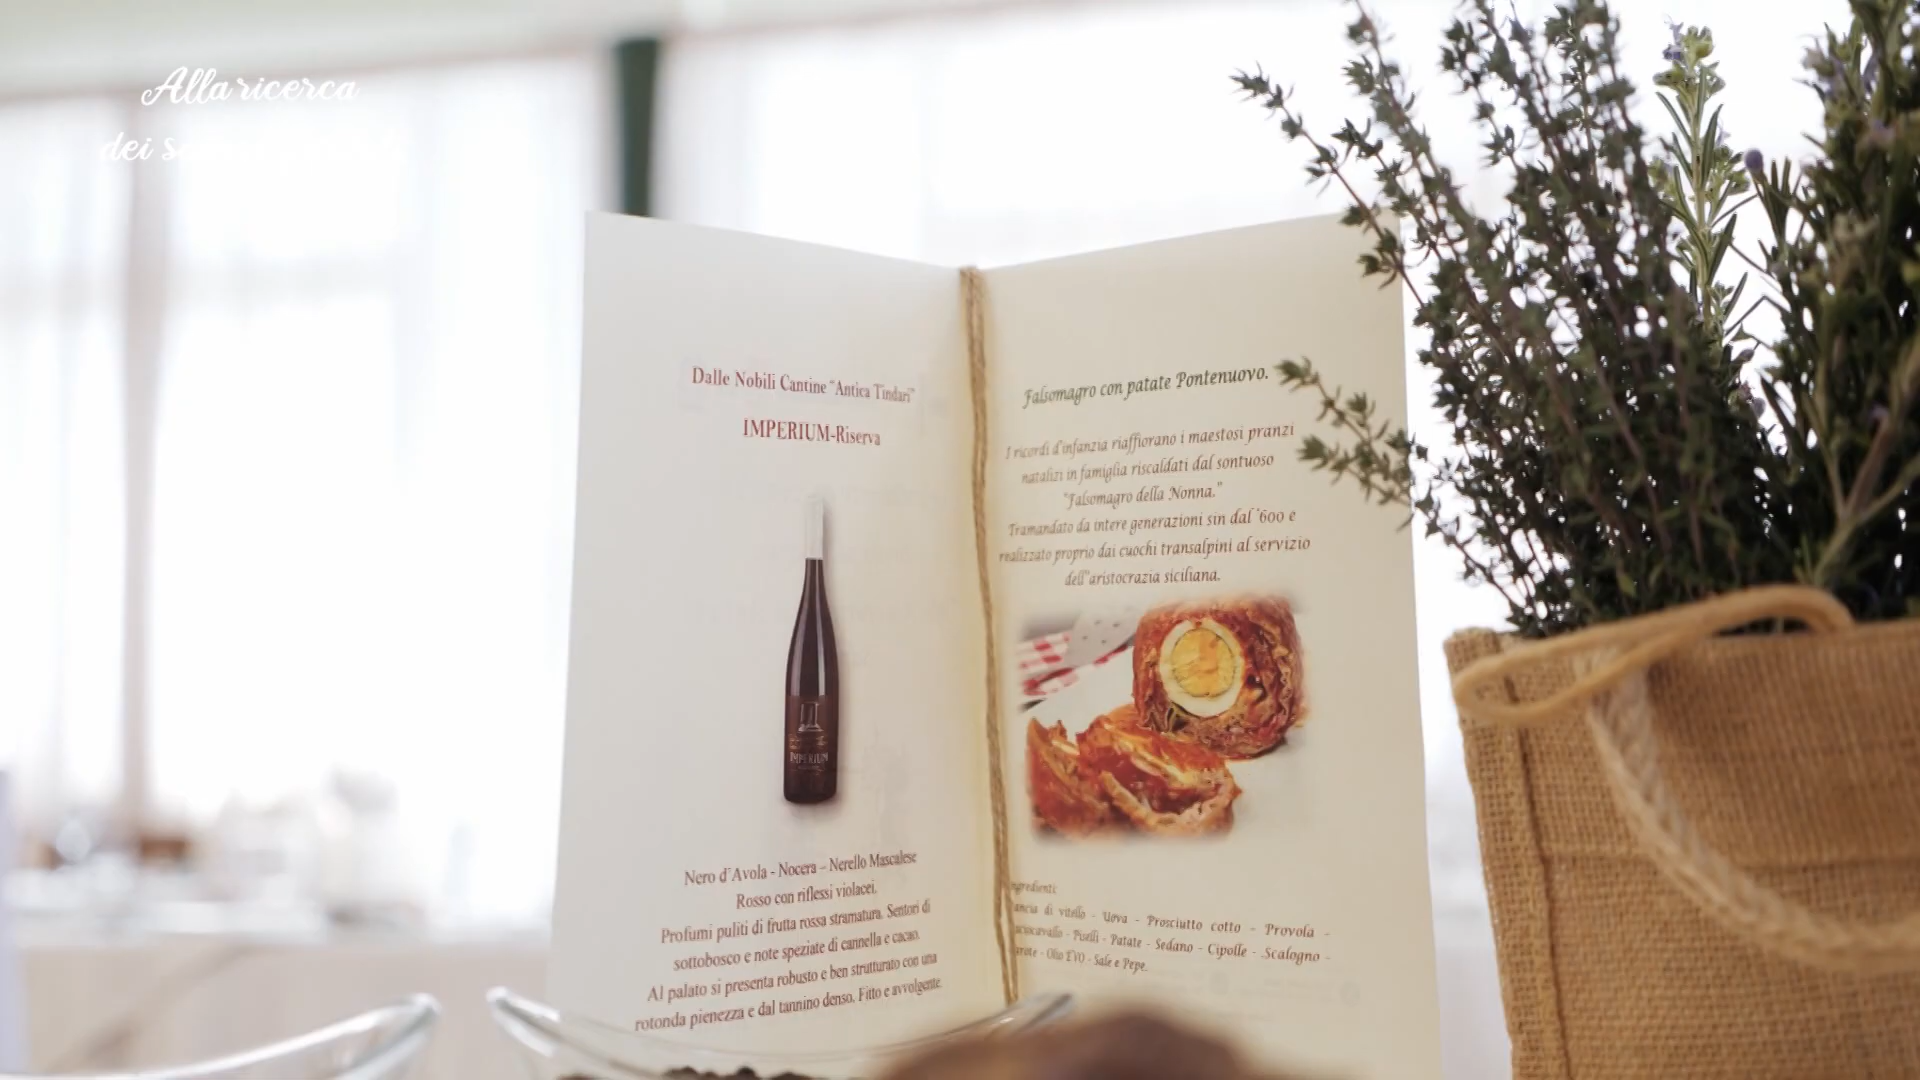 Alla ricerca
dei
Dalle Nobili Cantine "Antica Tindari"
IMPERIUM-Riserva
IMPERIUM
Nero d'Avola - Nocera – Nerello Mascalese
Rosso con riflessi violacei.
Profumi puliti di frutta rossa stramatura. Sentori di
sottobosco e note speziate di cannella e cacao.
Al palato si presenta robusto e ben strutturato con una
rotonda pienezza e dal tannino denso. Fitto e avvolgente
Falsomagro con patate Pontenuovo.
I ricordi d'infanzia riaffiorano i maestosi pranzi
natalizi in famiglia riscaldati dal sontuoso
"Falsomagro della Nonna."
Tramandato da intere generazioni sin dal '600 e
realizzato proprio dai cuochi transalpini al servizio
dell''aristocrazia siciliana.
ngredienti:
ancia di vitello - Uova - Prosciutto cotto - Provola -
aciocavallo - Piselli - Patate - Sedano - Cipolle - Scalogno -
arote - Olio EVO - Sale e Pepe.